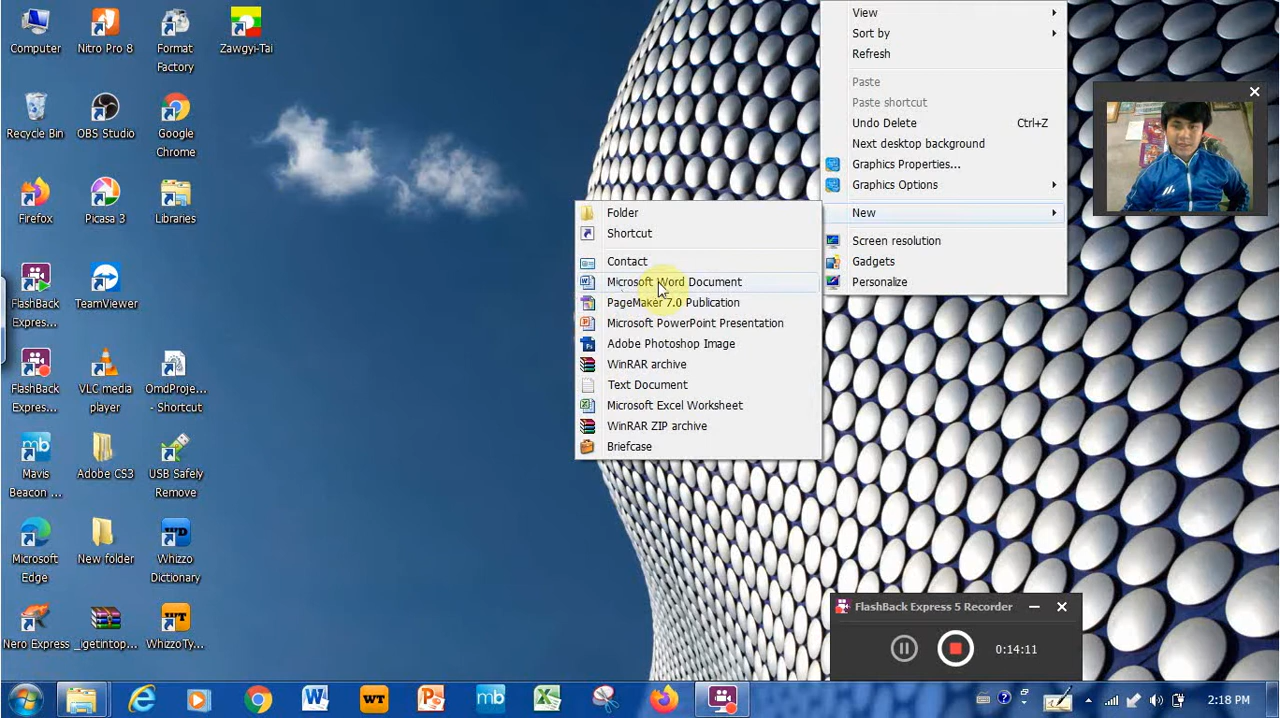 Computer
Nitro Pro 8
Format
Factory
Zawgyi-Tai
Recycle Bin
OBS Studio
Google
Chrome
Firefox
Picasa 3
Libraries
FlashBack
Expres...
TeamViewer
FlashBack
Expres...
VLC media
player
OmdProje...
- Shortcut
Mavis
Beacon ...
Adobe CS3
USB Safely
Remove
Microsoft
Edge
New folder
Whizzo
Dictionary
Nero Express
_igetintop...
WhizzoTy...
View
Sort by
Refresh
Paste
Paste shortcut
Undo Delete Ctrl+Z
Next desktop background
Graphics Properties...
Graphics Options
New
Screen resolution
Gadgets
Personalize
Folder
Shortcut
Contact
Microsoft Word Document
PageMaker 7.0 Publication
Microsoft PowerPoint Presentation
Adobe Photoshop Image
WinRAR archive
Text Document
Microsoft Excel Worksheet
WinRAR ZIP archive
Briefcase
FlashBack Express 5 Recorder
0:14:11
2:18 PM